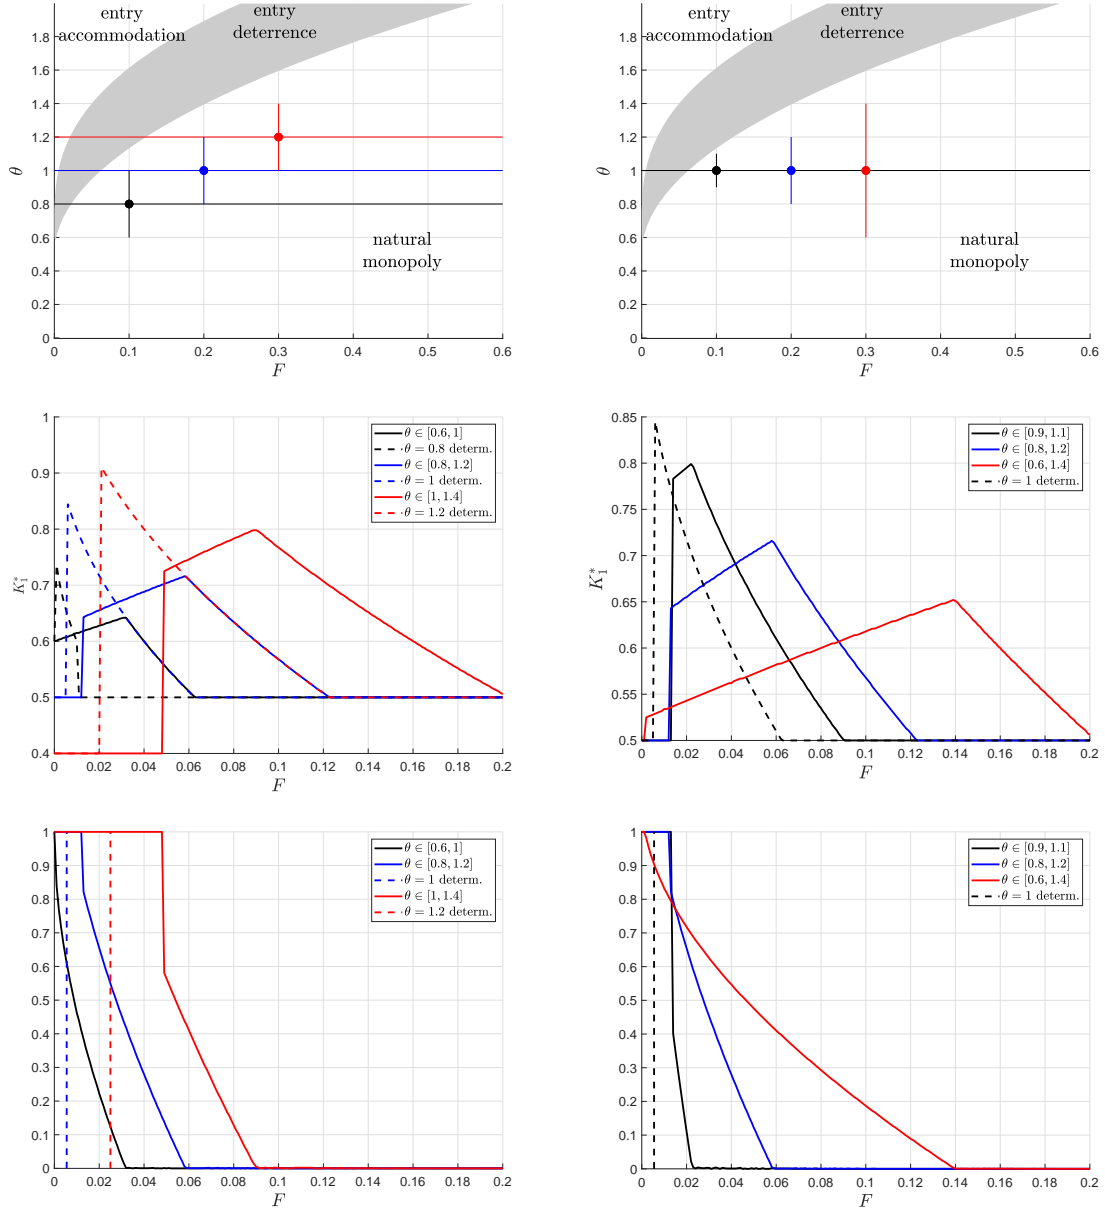 entry
accommodation
entry
deterrence
natural
monopoly
θ
1.8
1.6
1.4
1.2
1
0.8
0.6
0.4
0.2
0
0 0.1 0.2 0.3 0.4 0.5 0.6
F
entry
accommodation
entry
deterrence
natural
monopoly
θ
1.8
1.6
1.4
1.2
1
0.8
0.6
0.4
0.2
0
0 0.1 0.2 0.3 0.4 0.5 0.6
F
K₁*
1
0.9
0.8
0.7
0.6
0.5
0.4
θ ∈ [0.6, 1]
θ = 0.8 determ.
θ ∈ [0.8, 1.2]
θ = 1 determ.
θ ∈ [1, 1.4]
θ = 1.2 determ.
0 0.02 0.04 0.06 0.08 0.1 0.12 0.14 0.16 0.18 0.2
F
K₁*
0.85
0.8
0.75
0.7
0.65
0.6
0.55
0.5
θ ∈ [0.9, 1.1]
θ ∈ [0.8, 1.2]
θ ∈ [0.6, 1.4]
θ = 1 determ.
0 0.02 0.04 0.06 0.08 0.1 0.12 0.14 0.16 0.18 0.2
F
1
0.9
0.8
0.7
0.6
0.5
0.4
0.3
0.2
0.1
0
θ ∈ [0.6, 1]
θ ∈ [0.8, 1.2]
θ = 1 determ.
θ ∈ [1, 1.4]
θ = 1.2 determ.
0 0.02 0.04 0.06 0.08 0.1 0.12 0.14 0.16 0.18 0.2
F
1
0.9
0.8
0.7
0.6
0.5
0.4
0.3
0.2
0.1
0
θ ∈ [0.9, 1.1]
θ ∈ [0.8, 1.2]
θ ∈ [0.6, 1.4]
θ = 1 determ.
0 0.02 0.04 0.06 0.08 0.1 0.12 0.14 0.16 0.18 0.2
F